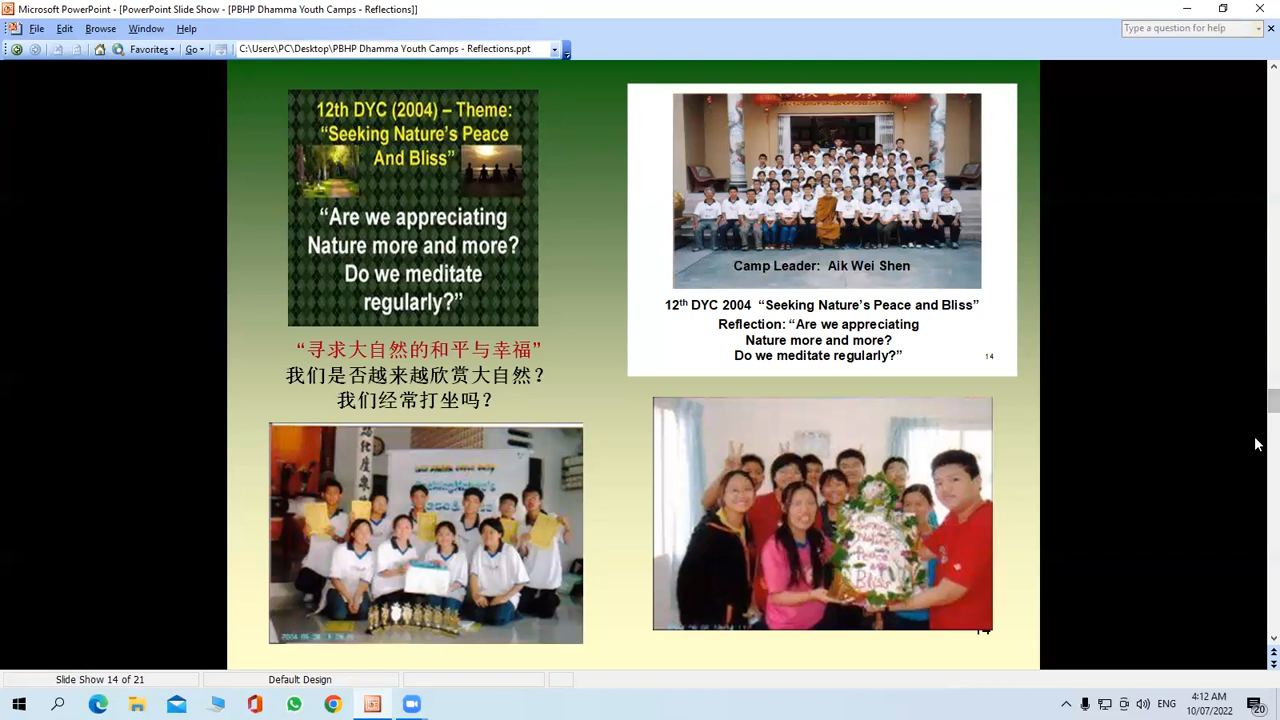 Microsoft PowerPoint - [PowerPoint Slide Show - [PBHP Dhamma Youth Camps - Reflections]]
File Edit Browse Window Help
Type a question for help
Favorites Go C:\Users\PC\Desktop\PBHP Dhamma Youth Camps - Reflections.ppt
12th DYC (2004) – Theme:
“Seeking Nature’s Peace
And Bliss”
“Are we appreciating
Nature more and more?
Do we meditate
regularly?”
“寻求大自然的和平与幸福”
我们是否越来越欣赏大自然？
我们经常打坐吗？
Camp Leader: Aik Wei Shen
12th DYC 2004 “Seeking Nature’s Peace and Bliss”
Reflection: “Are we appreciating
Nature more and more?
Do we meditate regularly?”
14
Seeking
Nature's
Peace
Bliss
14
Slide Show 14 of 21
Default Design
ENG
4:12 AM
10/07/2022
20